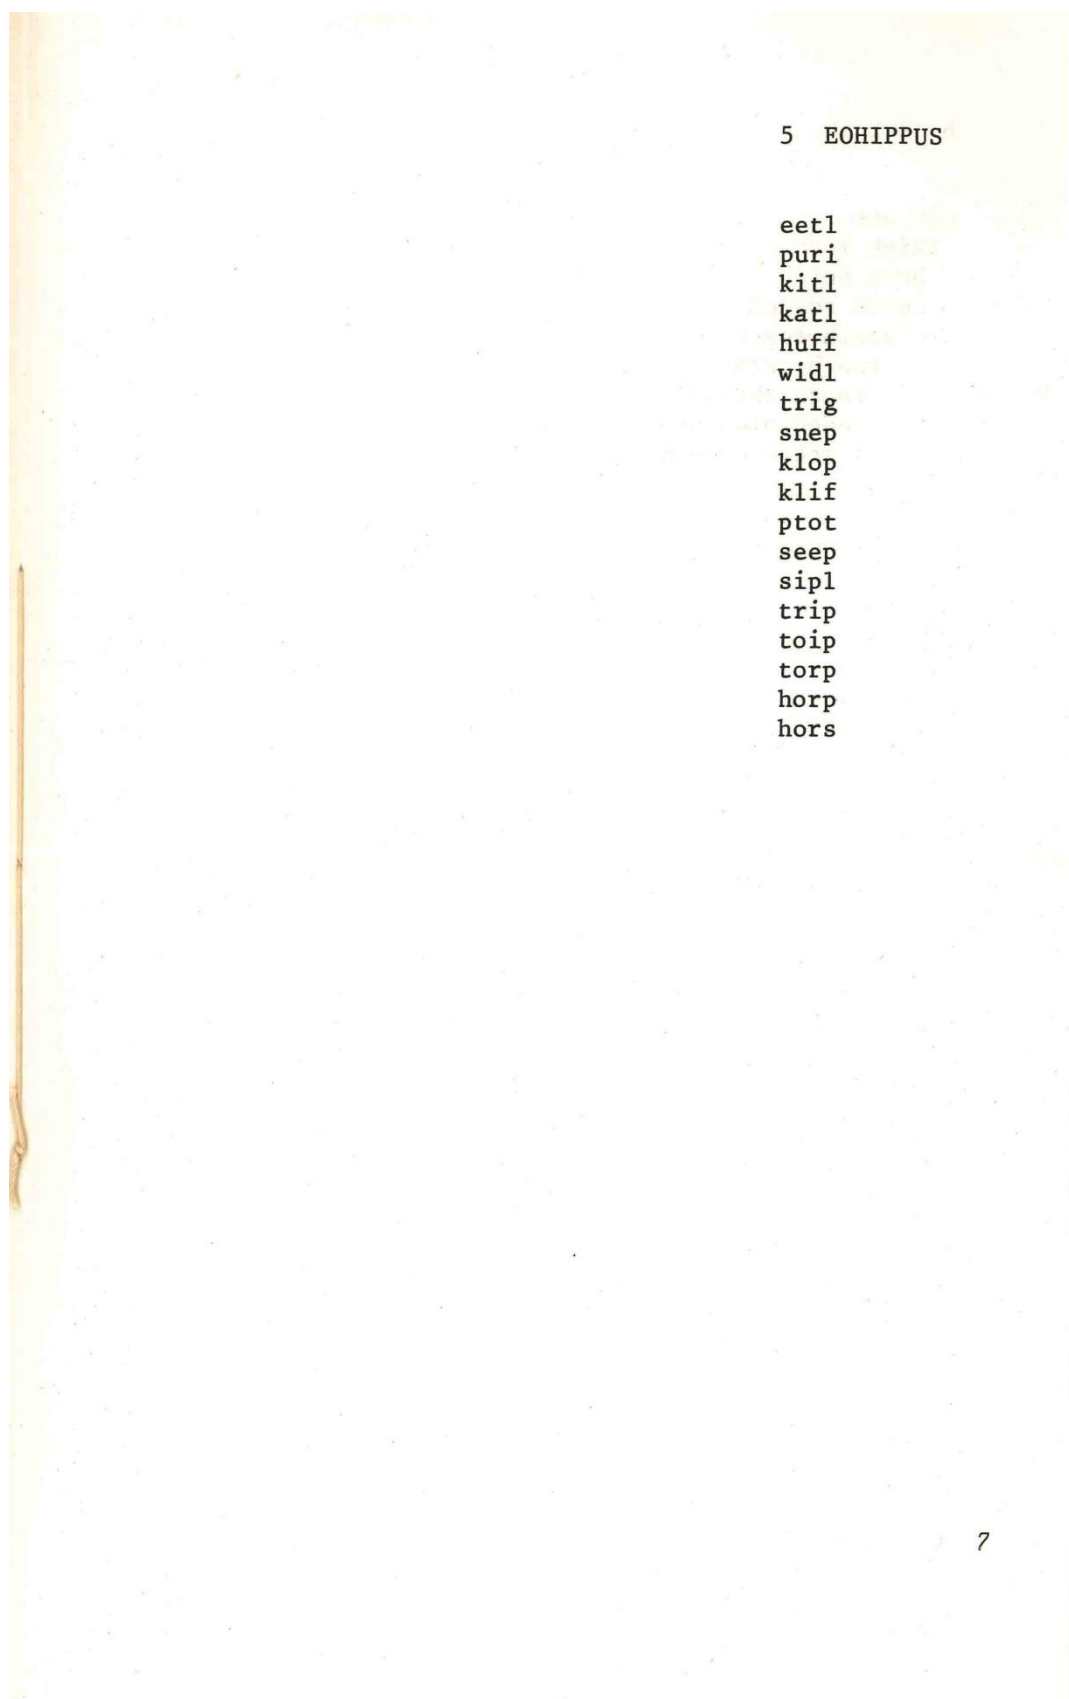 5 EOHIPPUS
eetl
puri
kitl
katl
huff
widl
trig
snep
klop
klif
ptot
seep
sipl
trip
toip
torp
horp
hors
7